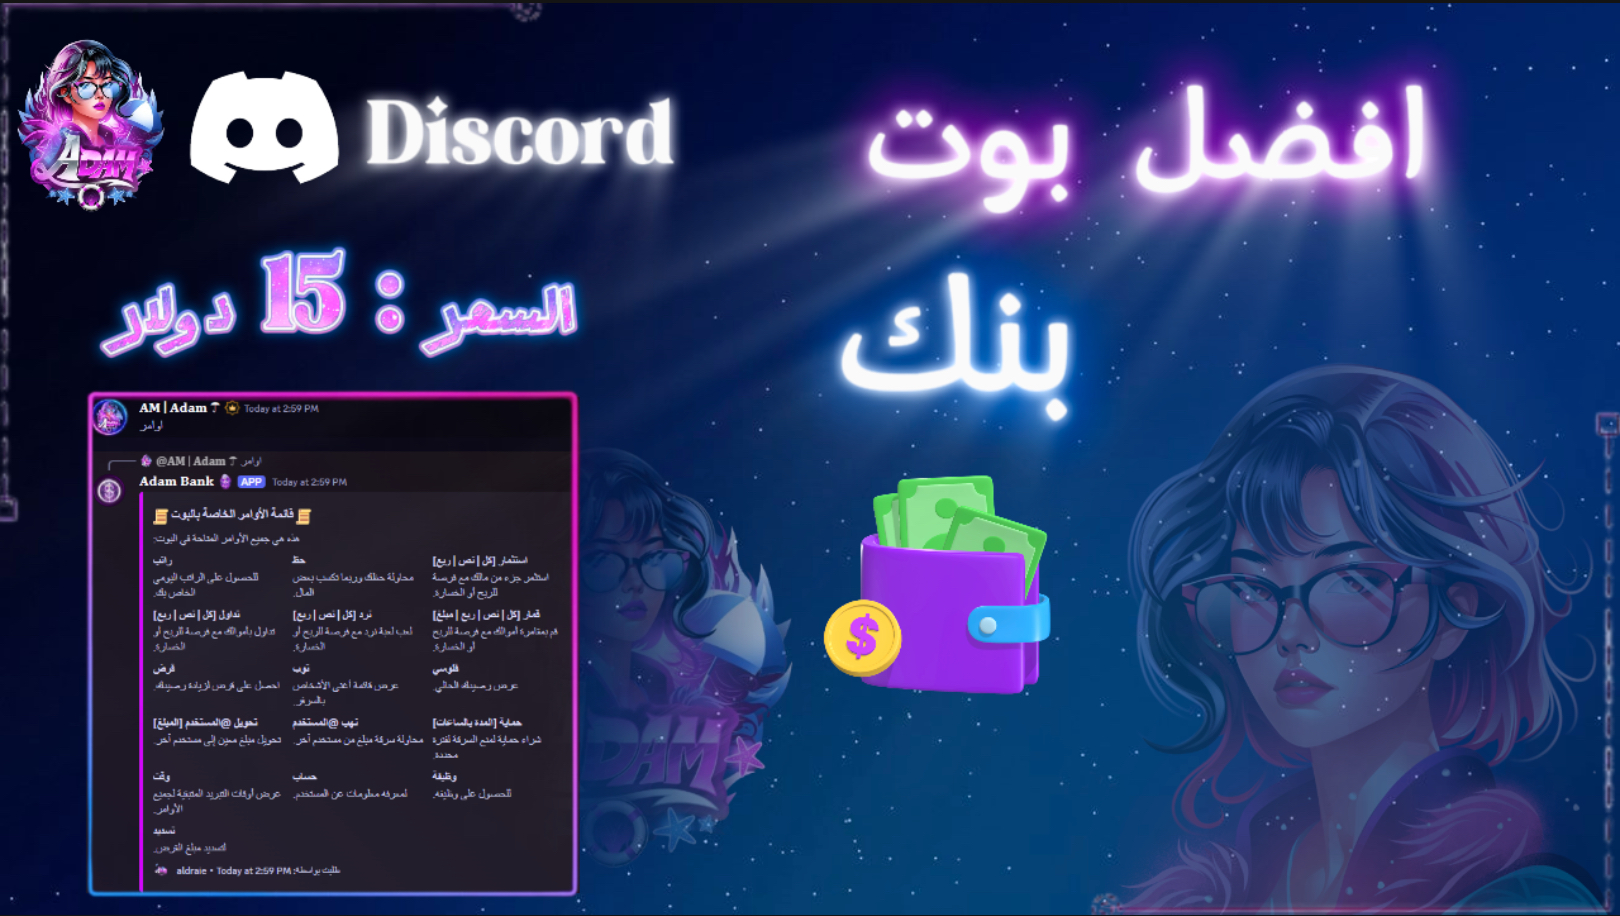 ADAM
Discord
افضل بوت
بنك
السعر : 15 دولار
AM | Adam Today at 2:59 PM
اوامر
@AM | Adam اوامر
Adam Bank APP Today at 2:59 PM
قائمة الأوامر الخاصة بالبوت
هذه هي جميع الأوامر المتاحة في البوت:
راتب
للحصول على الراتب اليومي
الخاص بك.
حظ
محاولة حظك وربما تكسب بعض
المال.
استثمار [كل | نص | ربع]
استثمر جزء من مالك مع فرصة
للربح أو الخسارة.
تداول [كل | نص | ربع]
تداول بأموالك مع فرصة للربح أو
الخسارة.
نرد [كل | نص | ربع]
لعب لعبة نرد مع فرصة للربح أو
الخسارة.
قمار [كل | نص | ربع | مبلغ]
قم بمقامرة أموالك مع فرصة للربح
أو الخسارة.
قرض
احصل على قرض لزيادة رصيدك.
توب
عرض قائمة أغنى الأشخاص
بالسيرفر.
فلوسي
عرض رصيدك الحالي.
تحويل @المستخدم [المبلغ]
تحويل مبلغ معين إلى مستخدم آخر.
نهب @المستخدم
محاولة سرقة مبلغ من مستخدم آخر.
حماية [المدة بالساعات]
شراء حماية لمنع السرقة لفترة
محددة.
وقت
عرض أوقات التبريد المتبقية لجميع
الأوامر.
حساب
لمعرفة معلومات عن المستخدم.
وظيفة
للحصول على وظيفة.
تسديد
لتسديد مبلغ القرض.
طلبت بواسطة: aldraie • Today at 2:59 PM